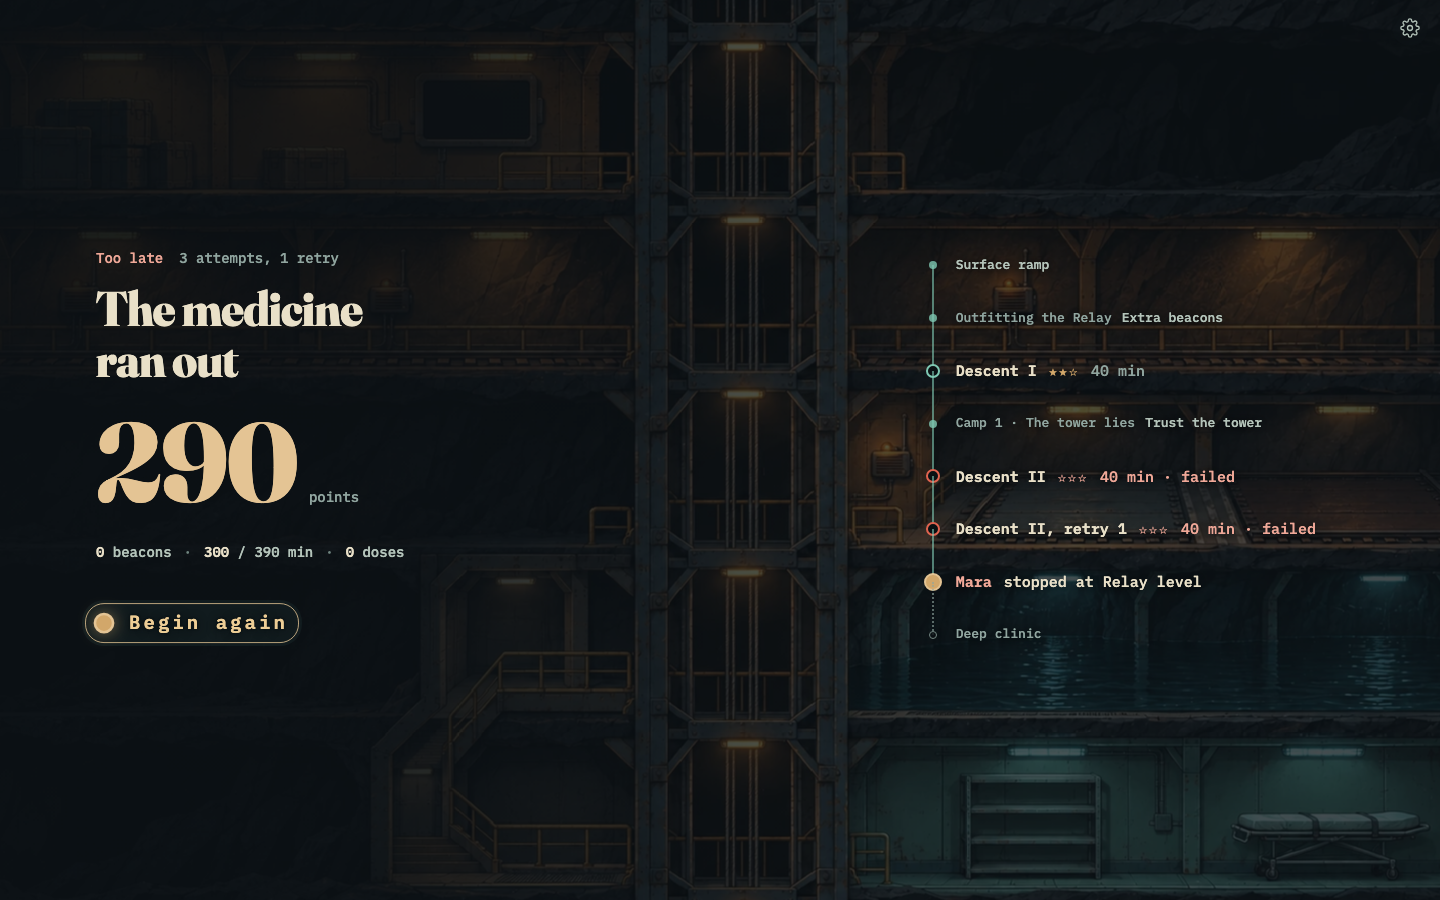 Too late 3 attempts, 1 retry
The medicine
ran out
290 points
0 beacons · 300 / 390 min · 0 doses
Begin again
Surface ramp
Outfitting the Relay Extra beacons
Descent I ★★☆ 40 min
Camp 1 · The tower lies Trust the tower
Descent II ☆☆☆ 40 min · failed
Descent II, retry 1 ☆☆☆ 40 min · failed
Mara stopped at Relay level
Deep clinic